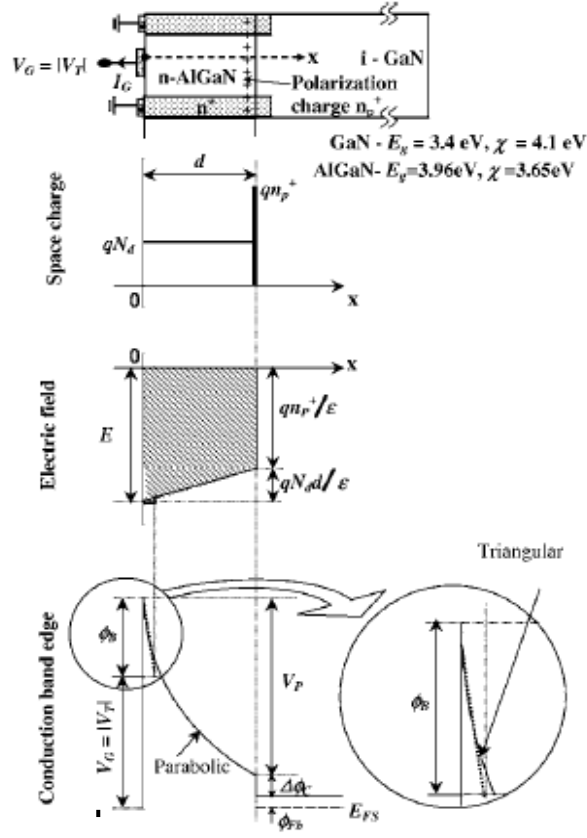 V_G = |V_T|
I_G
n-AlGaN
x
i - GaN
Polarization
charge n_p^+
n^+
GaN - E_g = 3.4 eV, χ = 4.1 eV
AlGaN- E_g=3.96eV, χ=3.65eV
Space charge
d
qn_p^+
qN_d
0
x
Electric field
0
x
E
qn_P^+/ε
qN_d d/ε
Conduction band edge
Triangular
ϕ_B
V_P
ϕ_B
V_G = |V_T|
Parabolic
Δϕ_C
E_FS
ϕ_Fb